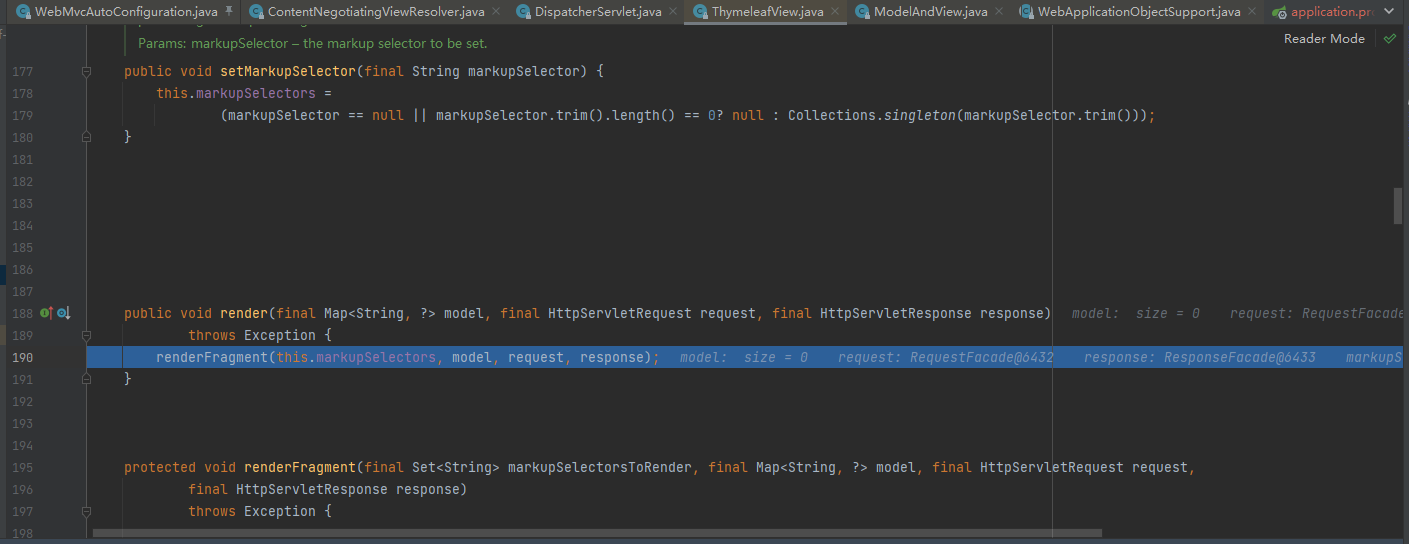 WebMvcAutoConfiguration.java ContentNegotiatingViewResolver.java DispatcherServlet.java ThymeleafView.java ModelAndView.java WebApplicationObjectSupport.java application.pro
Params: markupSelector – the markup selector to be set.
Reader Mode
177 public void setMarkupSelector(final String markupSelector) {
178 this.markupSelectors =
179 (markupSelector == null || markupSelector.trim().length() == 0? null : Collections.singleton(markupSelector.trim()));
180 }
181
182
183
184
185
186
187
188 public void render(final Map<String, ?> model, final HttpServletRequest request, final HttpServletResponse response) model: size = 0 request: RequestFacade
189 throws Exception {
190 renderFragment(this.markupSelectors, model, request, response); model: size = 0 request: RequestFacade@6432 response: ResponseFacade@6433 markupS
191 }
192
193
194
195 protected void renderFragment(final Set<String> markupSelectorsToRender, final Map<String, ?> model, final HttpServletRequest request,
196 final HttpServletResponse response)
197 throws Exception {
198